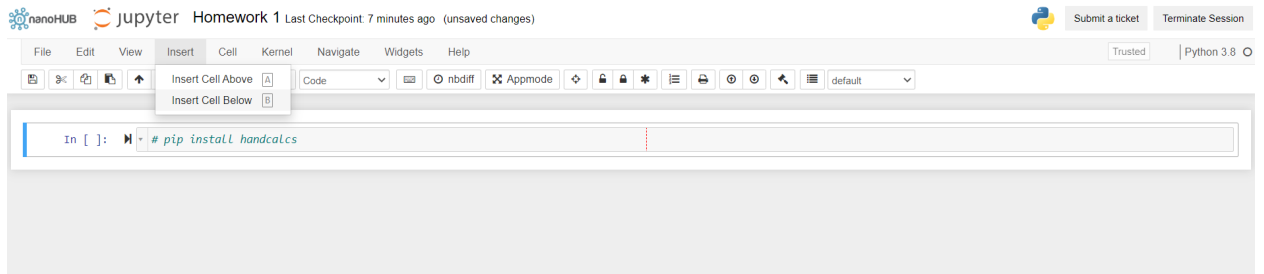 nanoHUB jupyter Homework 1 Last Checkpoint: 7 minutes ago (unsaved changes) Submit a ticket Terminate Session
File Edit View Insert Cell Kernel Navigate Widgets Help Trusted Python 3.8
Insert Cell Above A Code nbdiff Appmode default
Insert Cell Below B
In [ ]: # pip install handcalcs